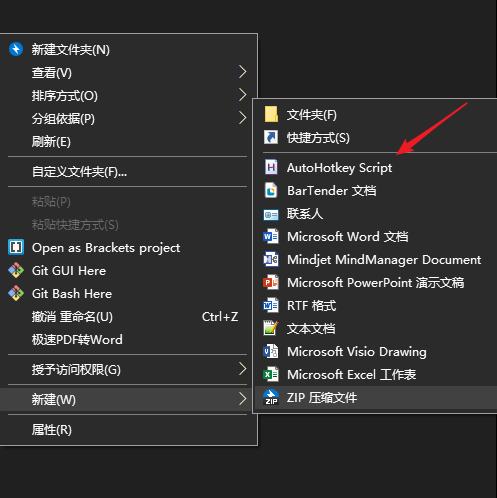 新建文件夹(N)
查看(V)
排序方式(O)
分组依据(P)
刷新(E)
自定义文件夹(F)...
粘贴(P)
粘贴快捷方式(S)
Open as Brackets project
Git GUI Here
Git Bash Here
撤消 重命名(U) Ctrl+Z
极速PDF转Word
授予访问权限(G)
新建(W)
属性(R)
文件夹(F)
快捷方式(S)
AutoHotkey Script
BarTender 文档
联系人
Microsoft Word 文档
Mindjet MindManager Document
Microsoft PowerPoint 演示文稿
RTF 格式
文本文档
Microsoft Visio Drawing
Microsoft Excel 工作表
ZIP 压缩文件